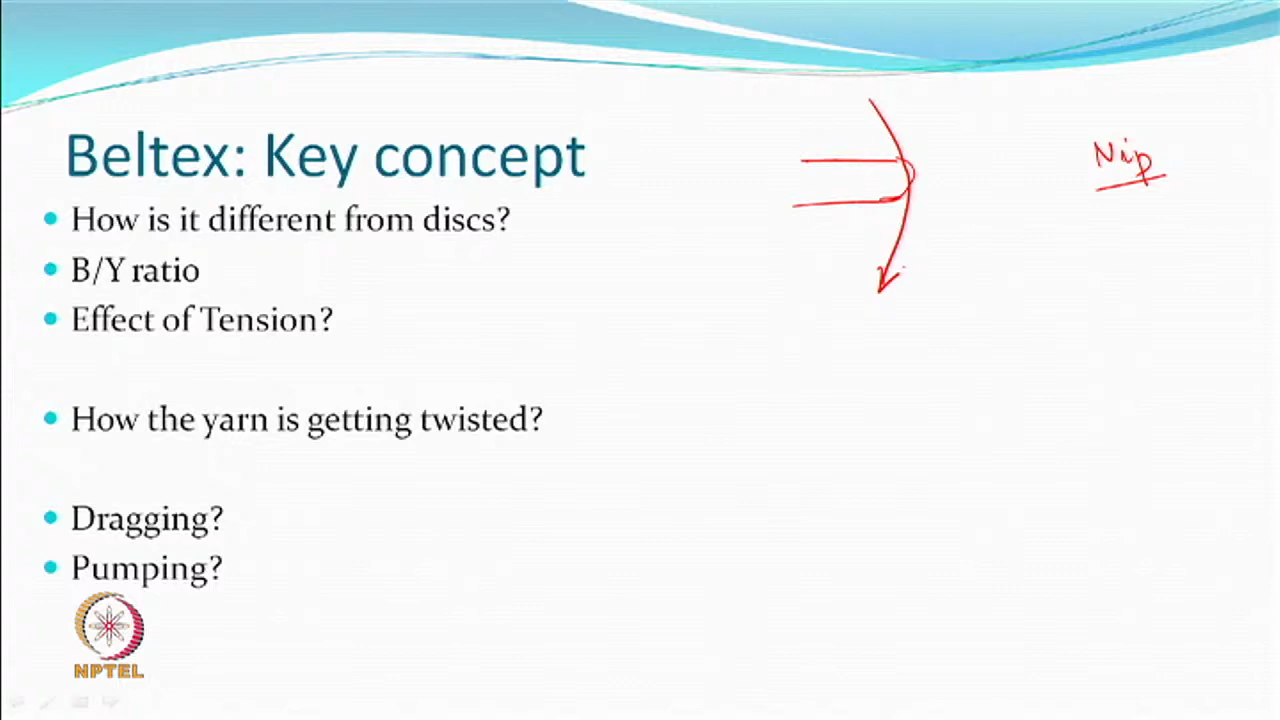 Beltex: Key concept
Nip
How is it different from discs?
B/Y ratio
Effect of Tension?
How the yarn is getting twisted?
Dragging?
Pumping?
NPTEL